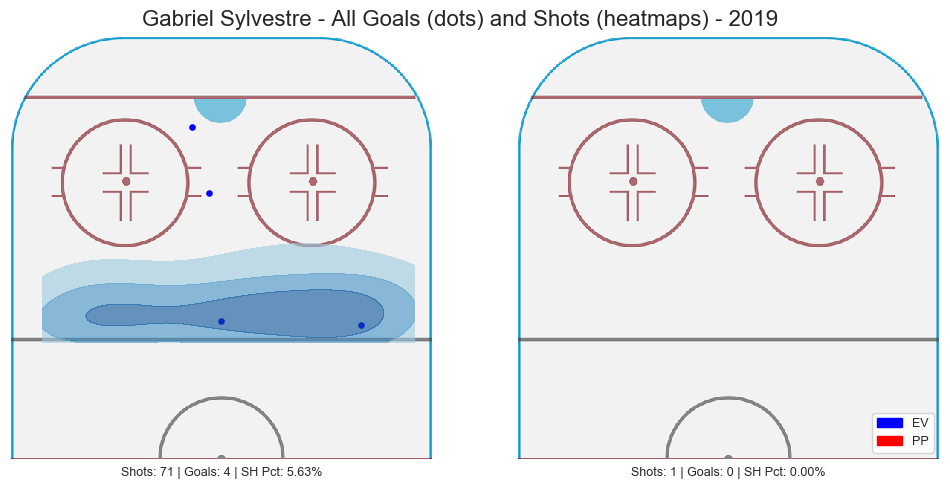 Gabriel Sylvestre - All Goals (dots) and Shots (heatmaps) - 2019
EV
PP
Shots: 71 | Goals: 4 | SH Pct: 5.63%
Shots: 1 | Goals: 0 | SH Pct: 0.00%